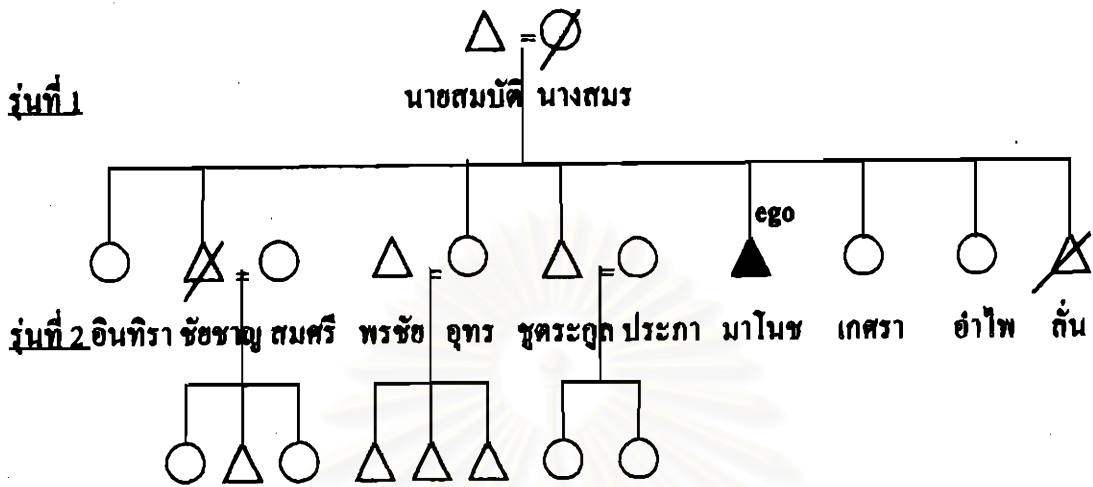 นายสมบัติ นางสมร
รุ่นที่ 1
ego
รุ่นที่ 2 อินทิรา ชัยชาญ สมศรี พรชัย อุทร ชูตระกูล ประภา มาโนช เกศรา อำไพ ลั่น